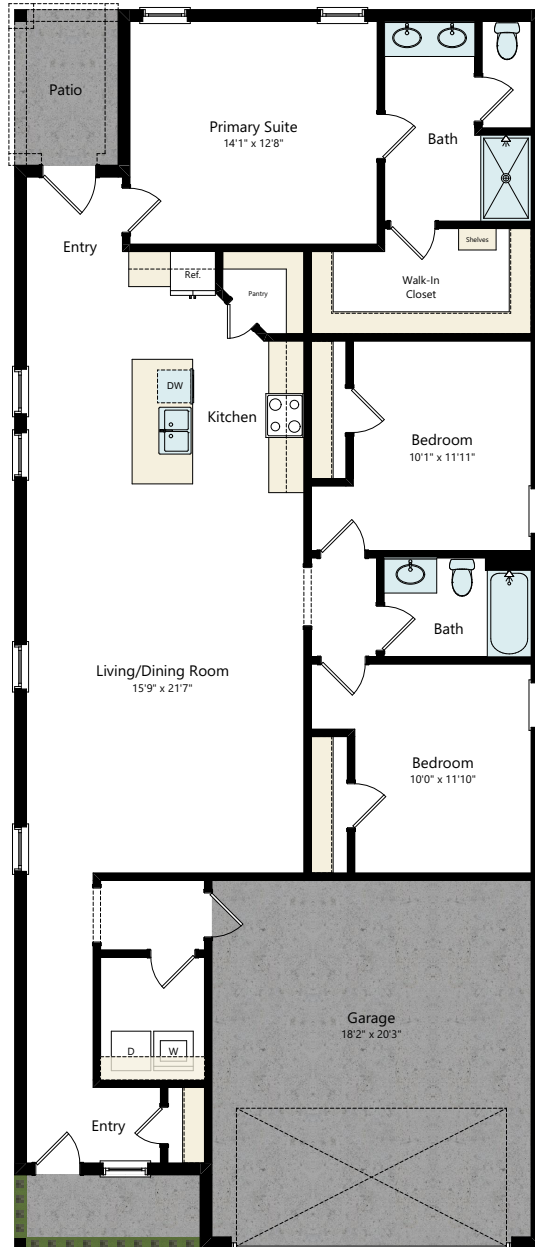 Patio
Primary Suite
14'1" x 12'8"
Bath
Entry
Shelves
Ref.
Pantry
Walk-In
Closet
DW
Kitchen
Bedroom
10'1" x 11'11"
Bath
Living/Dining Room
15'9" x 21'7"
Bedroom
10'0" x 11'10"
Garage
18'2" x 20'3"
D
W
Entry